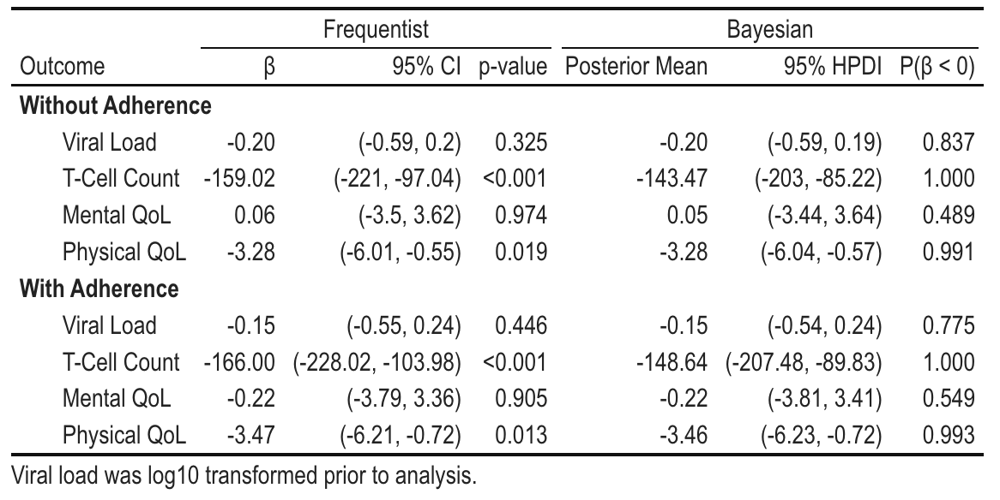 Frequentist Bayesian
Outcome β 95% CI p-value Posterior Mean 95% HPDI P(β < 0)
Without Adherence
Viral Load -0.20 (-0.59, 0.2) 0.325 -0.20 (-0.59, 0.19) 0.837
T-Cell Count -159.02 (-221, -97.04) <0.001 -143.47 (-203, -85.22) 1.000
Mental QoL 0.06 (-3.5, 3.62) 0.974 0.05 (-3.44, 3.64) 0.489
Physical QoL -3.28 (-6.01, -0.55) 0.019 -3.28 (-6.04, -0.57) 0.991
With Adherence
Viral Load -0.15 (-0.55, 0.24) 0.446 -0.15 (-0.54, 0.24) 0.775
T-Cell Count -166.00 (-228.02, -103.98) <0.001 -148.64 (-207.48, -89.83) 1.000
Mental QoL -0.22 (-3.79, 3.36) 0.905 -0.22 (-3.81, 3.41) 0.549
Physical QoL -3.47 (-6.21, -0.72) 0.013 -3.46 (-6.23, -0.72) 0.993
Viral load was log10 transformed prior to analysis.